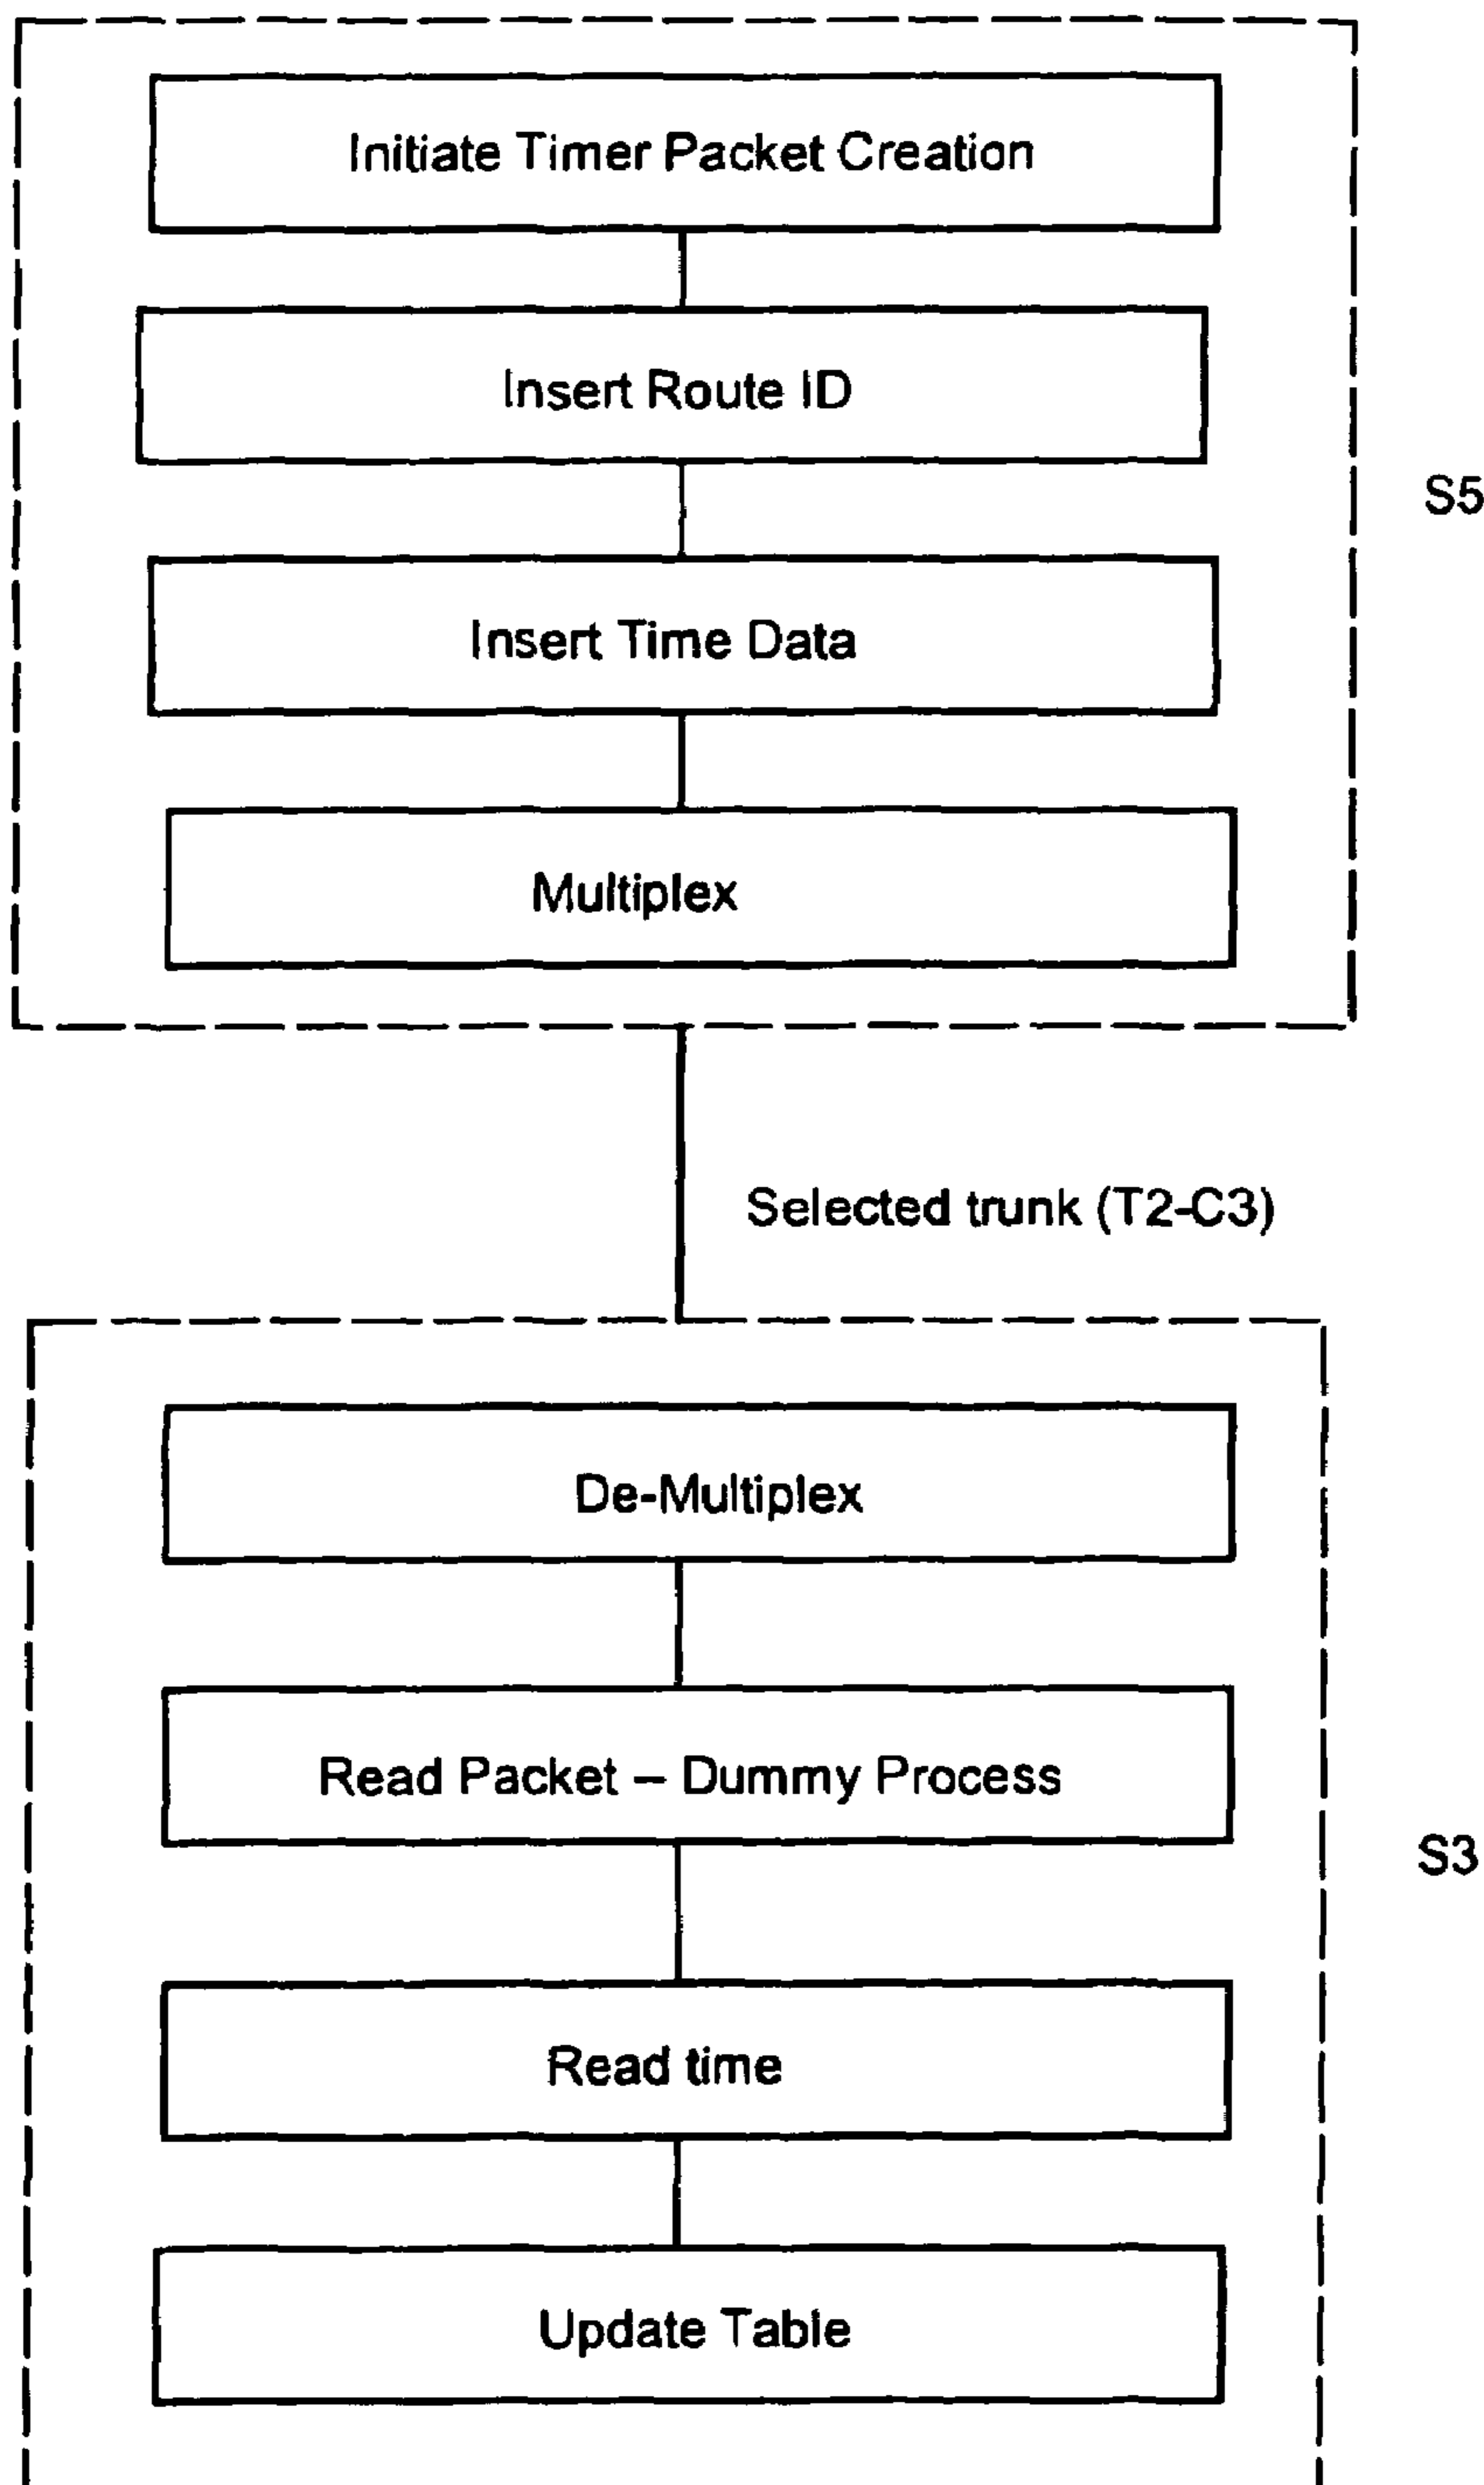 Initiate Timer Packet Creation
Insert Route ID
S5
Insert Time Data
Multiplex
Selected trunk (T2-C3)
De-Multiplex
Read Packet – Dummy Process
S3
Read time
Update Table